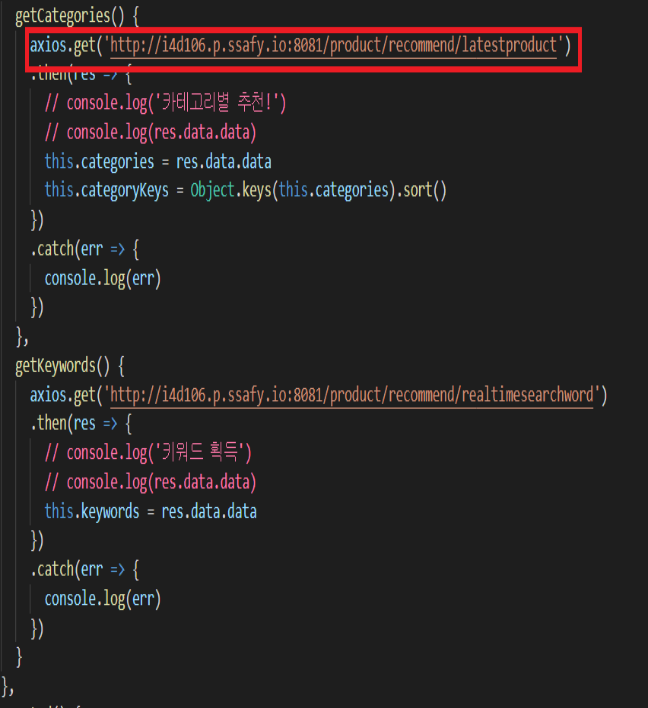 getCategories() {
axios.get('http://i4d106.p.ssafy.io:8081/product/recommend/latestproduct')
.then(res => {
// console.log('카테고리별 추천!')
// console.log(res.data.data)
this.categories = res.data.data
this.categoryKeys = Object.keys(this.categories).sort()
})
.catch(err => {
console.log(err)
})
},
getKeywords() {
axios.get('http://i4d106.p.ssafy.io:8081/product/recommend/realtimesearchword')
.then(res => {
// console.log('키워드 획득')
// console.log(res.data.data)
this.keywords = res.data.data
})
.catch(err => {
console.log(err)
})
}
},